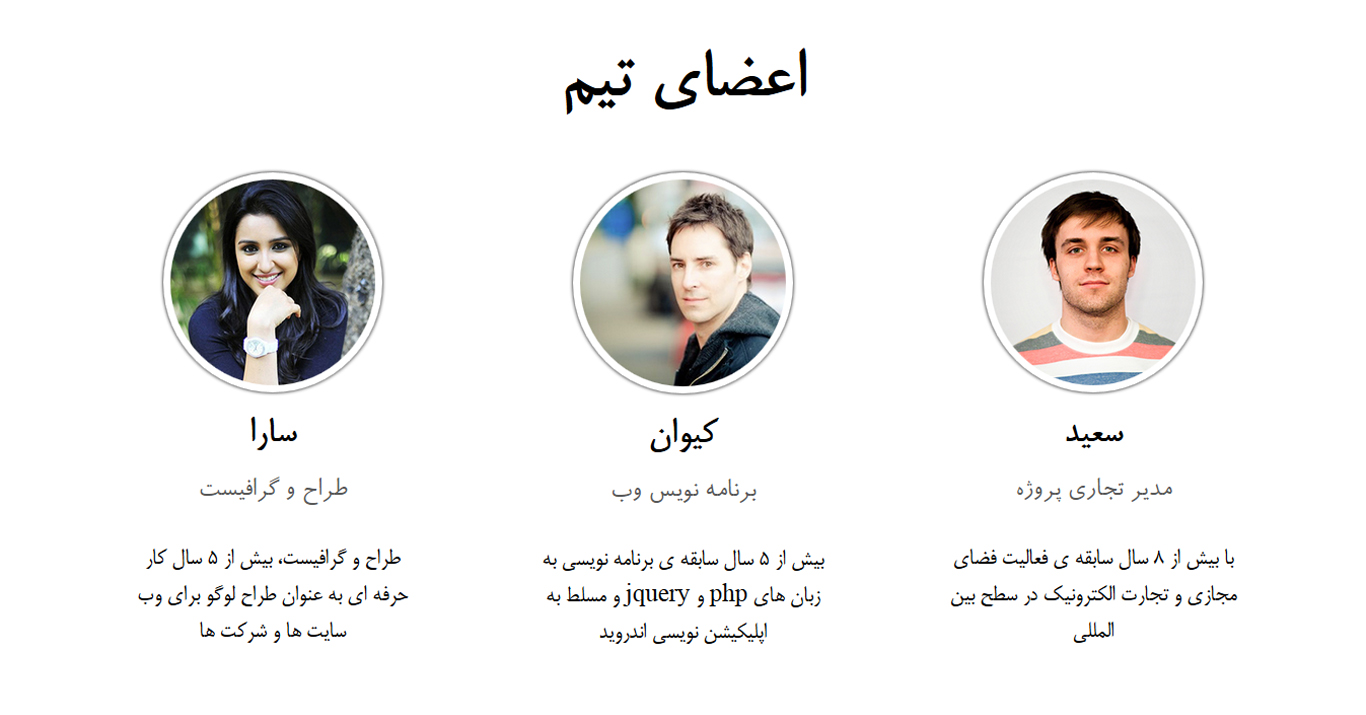 اعضای تیم
سعید
مدیر تجاری پروژه
با بیش از ۸ سال سابقه ی فعالیت فضای
مجازی و تجارت الکترونیک در سطح بین
المللی
کیوان
برنامه نویس وب
بیش از ۵ سال سابقه ی برنامه نویسی به
زبان های php و jquery و مسلط به
اپلیکیشن نویسی اندروید
سارا
طراح و گرافیست
طراح و گرافیست، بیش از ۵ سال کار
حرفه ای به عنوان طراح لوگو برای وب
سایت ها و شرکت ها